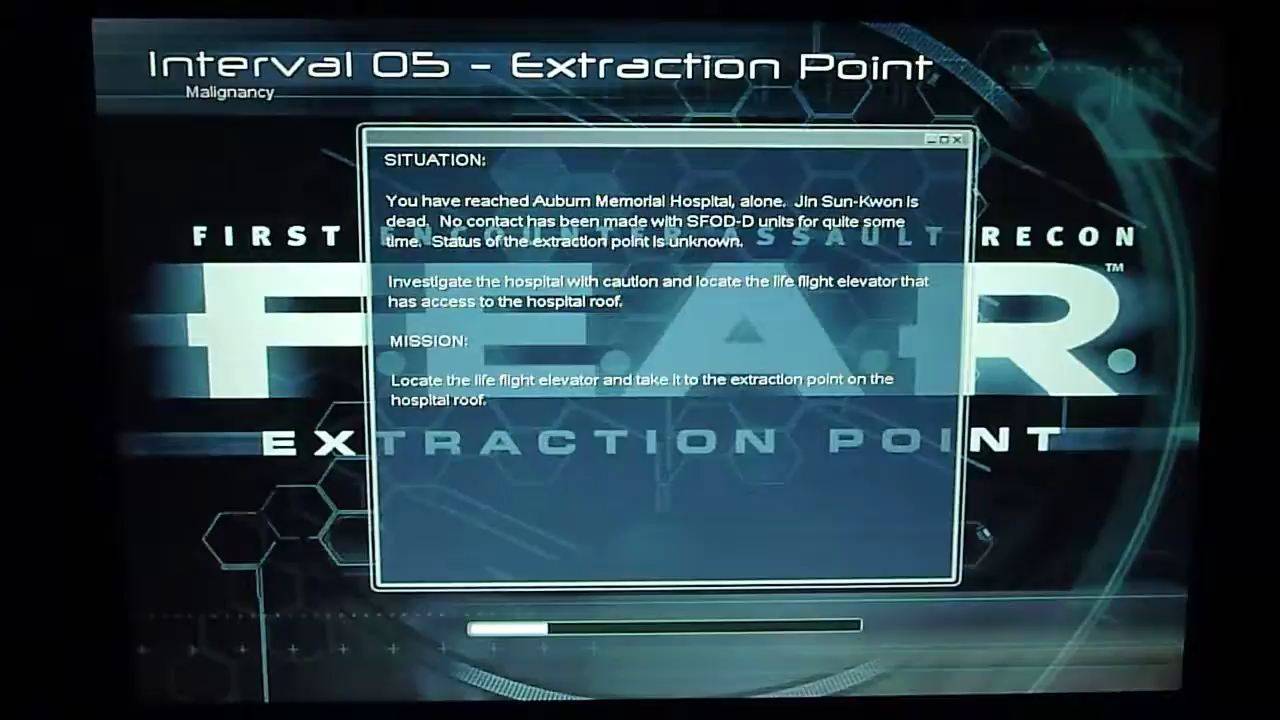 Interval 05 - Extraction Point
Malignancy
SITUATION:
You have reached Auburn Memorial Hospital, alone. Jin Sun-Kwon is
dead. No contact has been made with SFOD-D units for quite some
time. Status of the extraction point is unknown.
Investigate the hospital with caution and locate the life flight elevator that
has access to the hospital roof.
MISSION:
Locate the life flight elevator and take it to the extraction point on the
hospital roof.
FIRST ENCOUNTER ASSAULT RECON
F.E.A.R.™
EXTRACTION POINT